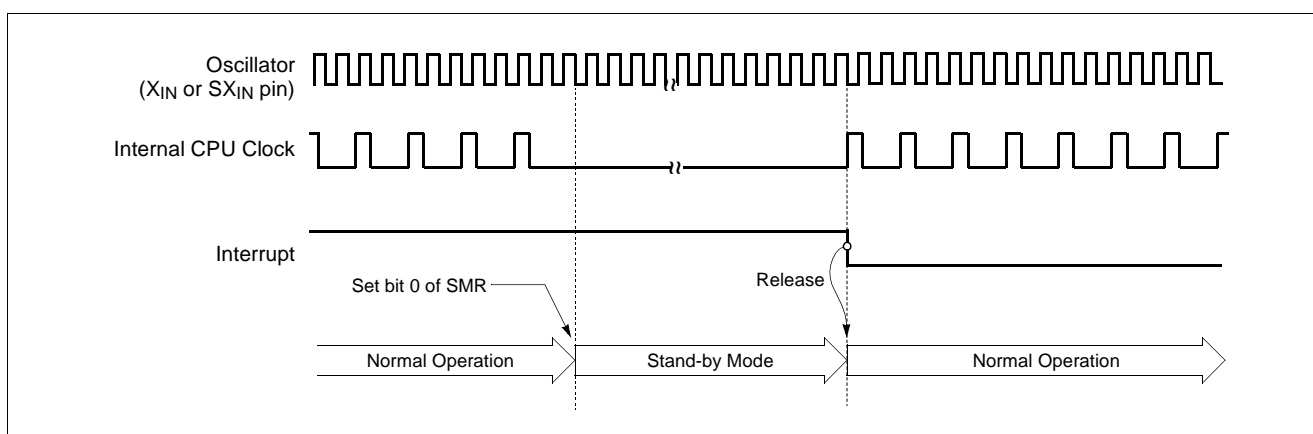 Oscillator
(XIN or SXIN pin)
Internal CPU Clock
Interrupt
Set bit 0 of SMR
Release
Normal Operation
Stand-by Mode
Normal Operation